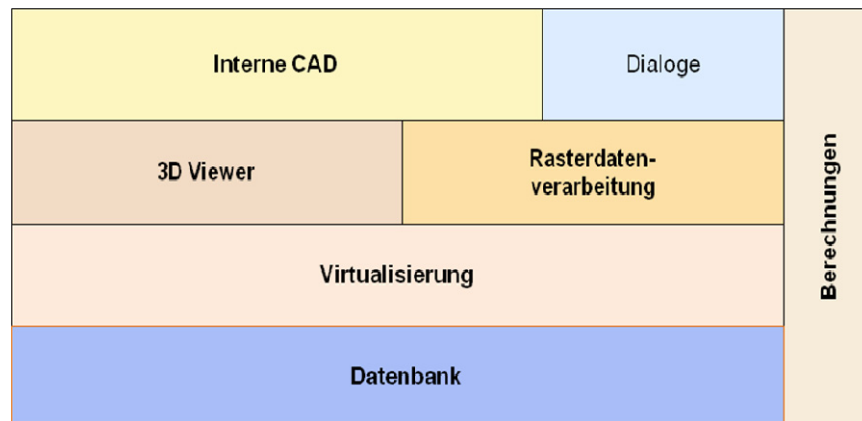 Interne CAD
Dialoge
3D Viewer
Rasterdaten-
verarbeitung
Virtualisierung
Datenbank
Berechnungen